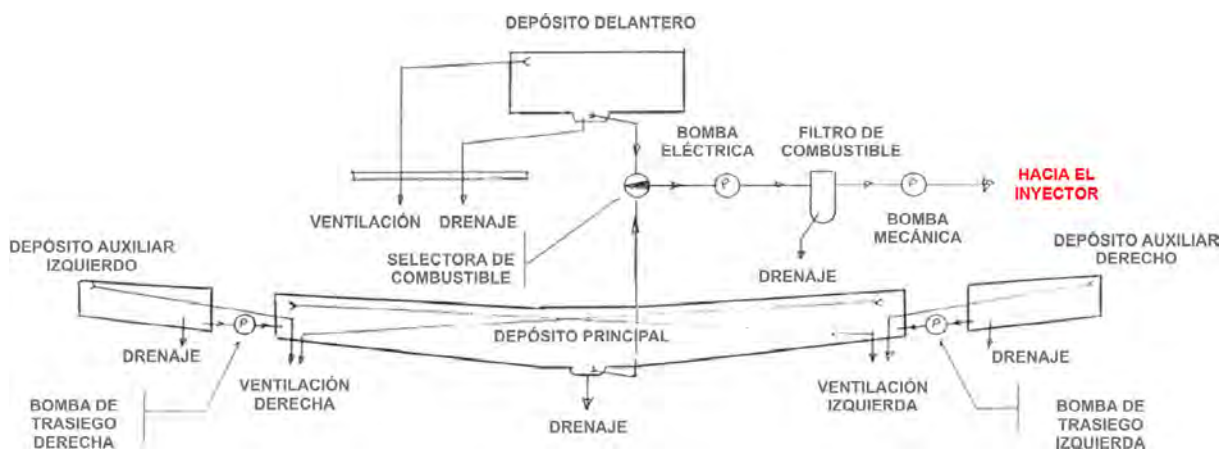 DEPÓSITO DELANTERO
BOMBA
ELÉCTRICA
FILTRO DE
COMBUSTIBLE
P
P
HACIA EL
INYECTOR
VENTILACIÓN
DRENAJE
BOMBA
MECÁNICA
SELECTORA
DE COMBUSTIBLE
DRENAJE
DEPÓSITO AUXILIAR
IZQUIERDO
DEPÓSITO AUXILIAR
DERECHO
P
P
DEPÓSITO PRINCIPAL
DRENAJE
DRENAJE
VENTILACIÓN
DERECHA
VENTILACIÓN
IZQUIERDA
BOMBA DE
TRASIEGO
DERECHA
BOMBA DE
TRASIEGO
IZQUIERDA
DRENAJE